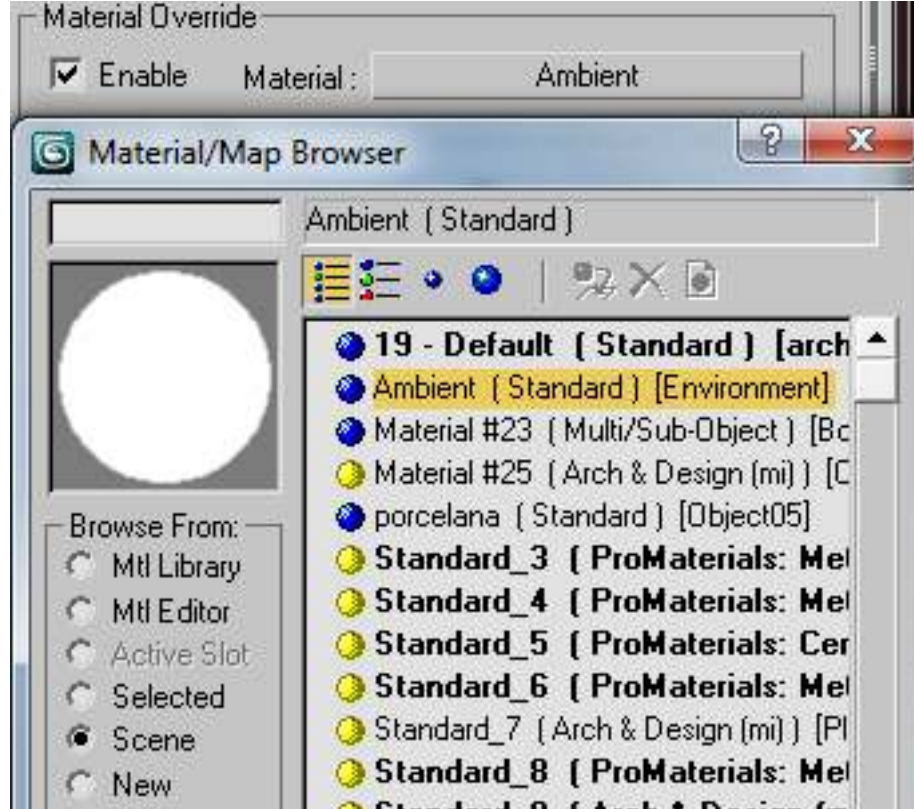 Material Override
Enable Material : Ambient
Material/Map Browser
Ambient ( Standard )
19 - Default ( Standard ) [arch
Ambient ( Standard ) [Environment]
Material #23 ( Multi/Sub-Object ) [Bo
Material #25 ( Arch & Design (mi) ) [C
porcelana ( Standard ) [Object05]
Standard_3 ( ProMaterials: Met
Standard_4 ( ProMaterials: Met
Standard_5 ( ProMaterials: Cer
Standard_6 ( ProMaterials: Met
Standard_7 ( Arch & Design (mi) ) [Pl
Standard_8 ( ProMaterials: Met
Browse From:
Mtl Library
Mtl Editor
Active Slot
Selected
Scene
New